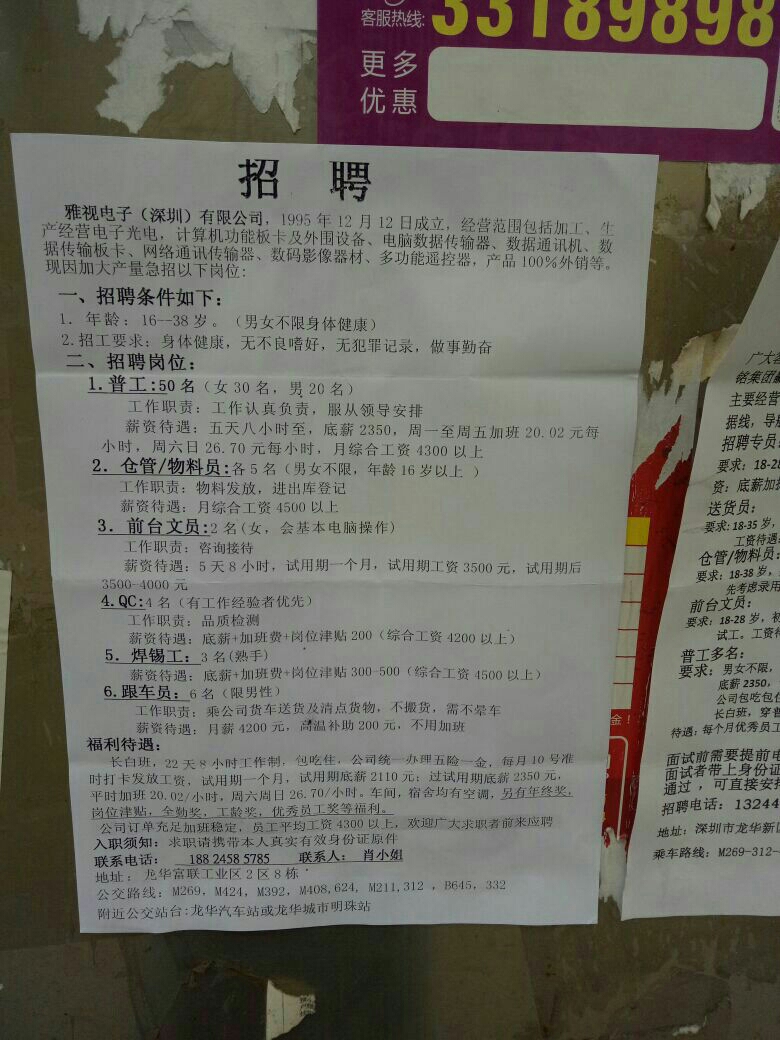 客服热线: 33189898
更多
优惠
招 聘
雅视电子（深圳）有限公司，1995 年 12 月 12 日成立，经营范围包括加工、生
产经营电子光电，计算机功能板卡及外围设备、电脑数据传输器、数据通讯机、数
据传输板卡、网络通讯传输器、数码影像器材、多功能遥控器，产品 100%外销等。
现因加大产量急招以下岗位:
一、招聘条件如下:
1. 年龄: 16--38 岁。（男女不限身体健康）
2.招工要求: 身体健康，无不良嗜好，无犯罪记录，做事勤奋
二、招聘岗位:
1.普工:50 名（女 30 名，男 20 名）
工作职责: 工作认真负责，服从领导安排
薪资待遇: 五天八小时至，底薪 2350，周一至周五加班 20.02 元每
小时，周六日 26.70 元每小时，月综合工资 4300 以上
2. 仓管/物料员:各 5 名（男女不限，年龄 16 岁以上 ）
工作职责: 物料发放，进出库登记
薪资待遇: 月综合工资 4500 以上
3. 前台文员:2 名(女，会基本电脑操作)
工作职责: 咨询接待
薪资待遇: 5 天 8 小时，试用期一个月，试用期工资 3500 元，试用期后
3500-4000 元
4.QC:4 名（有工作经验者优先）
工作职责: 品质检测
薪资待遇: 底薪+加班费+岗位津贴 200（综合工资 4200 以上）
5. 焊锡工: 3 名(熟手)
薪资待遇: 底薪+加班费+岗位津贴 300-500（综合工资 4500 以上）
6.跟车员: 6 名（限男性）
工作职责: 乘公司货车送货及清点货物，不搬货，需不晕车
薪资待遇: 月薪 4200 元，高温补助 200 元，不用加班
福利待遇:
长白班，22 天 8 小时工作制，包吃住，公司统一办理五险一金，每月 10 号准
时打卡发放工资，试用期一个月，试用期底薪 2110 元; 过试用期底薪 2350 元，
平时加班 20.02/小时，周六周日 26.70/小时。车间，宿舍均有空调，另有年终奖，
岗位津贴，全勤奖，工龄奖，优秀员工奖等福利。
公司订单充足加班稳定，员工平均工资 4300 以上，欢迎广大求职者前来应聘
入职须知: 求职请携带本人真实有效身份证原件
联系电话: 188 2458 5785 联系人: 肖小姐
地址: 龙华富联工业区 2 区 8 栋
公交路线: M269，M424，M392，M408,624，M211,312 ，B645，332
附近公交站台:龙华汽车站或龙华城市明珠站
金!
广大
铭集团
主要经营
据线，导
招聘专员:
要求: 18-28
资: 底薪加
送货员:
要求: 18-35 岁，
工资待遇:
仓管/物料员:
要求: 18-38 岁，
先考虑录用
前台文员:
要求: 18-28 岁，初
试工。工资待
普工多名:
要求: 男女不限，
底薪 2350，
公司包吃包住
长白班，穿普
待遇: 每个月优秀员工
面试前需要提前电
面试者带上身份证
通过 ，可直接安排
招聘电话: 13244
地址: 深圳市龙华新
乘车路线: M269-312-